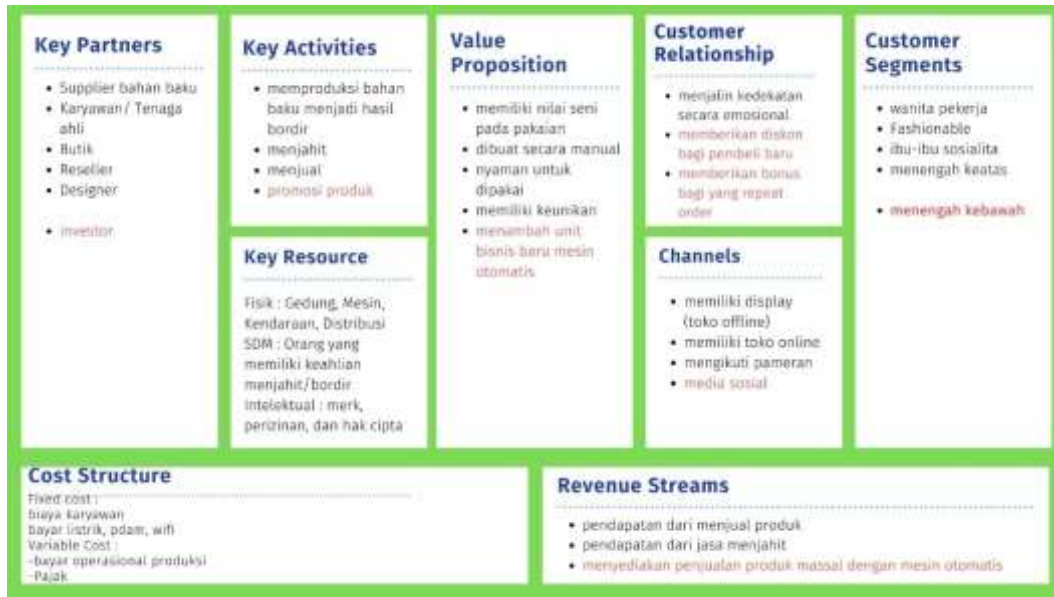 Key Partners
• Supplier bahan baku
• Karyawan/ Tenaga
ahli
• Butik
• Reseller
• Designer
• investor
Key Activities
• memproduksi bahan
baku menjadi hasil
bordir
• menjahit
• menjual
• promosi produk
Key Resource
Fisik : Gedung, Mesin,
Kendaraan, Distribusi
SDM : Orang yang
memiliki keahlian
menjahit/bordir
Intelektual : merk,
perizinan, dan hak cipta
Value
Proposition
• memiliki nilai seni
pada pakaian
• dibuat secara manual
• nyaman untuk
dipakai
• memiliki keunikan
• menambah unit
bisnis baru mesin
otomatis
Customer
Relationship
• menjalin kedekatan
secara emosional
• memberikan diskon
bagi pembeli baru
• memberikan bonus
bagi yang repeat
order
Channels
• memiliki display
(toko offline)
• memiliki toko online
• mengikuti pameran
• media sosial
Customer
Segments
• wanita pekerja
• Fashionable
• ibu-ibu sosialita
• menengah keatas
• menengah kebawah
Cost Structure
Fixed cost :
biaya karyawan
bayar listrik, pdam, wifi
Variable Cost :
-bayar operasional produksi
-Pajak
Revenue Streams
• pendapatan dari menjual produk
• pendapatan dari jasa menjahit
• menyediakan penjualan produk massal dengan mesin otomatis